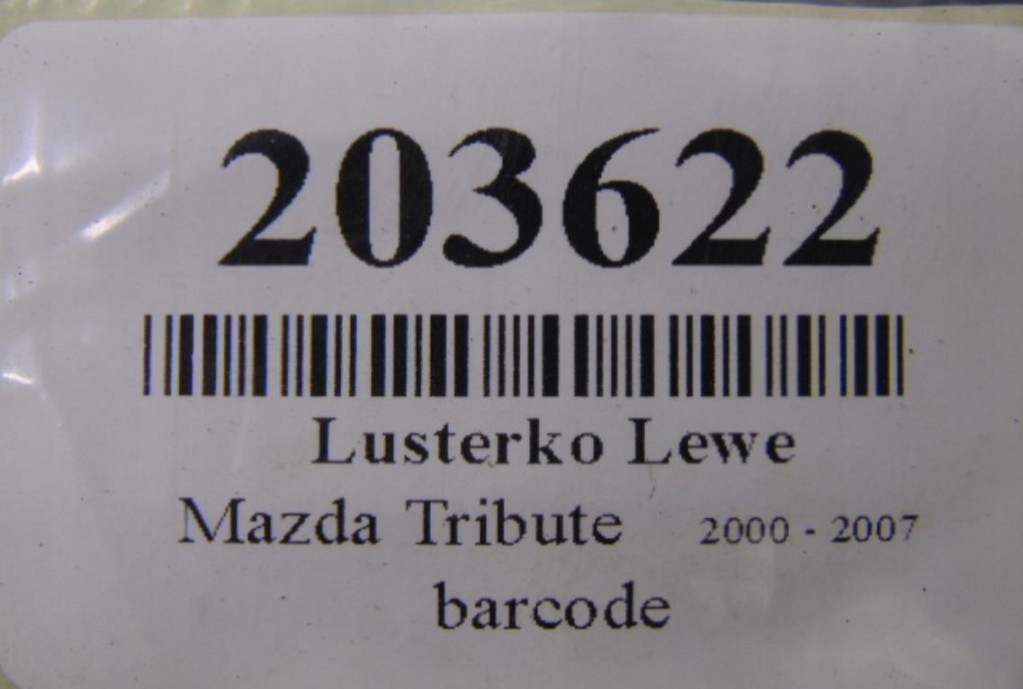 203622
Lusterko Lewe
Mazda Tribute 2000 - 2007
barcode